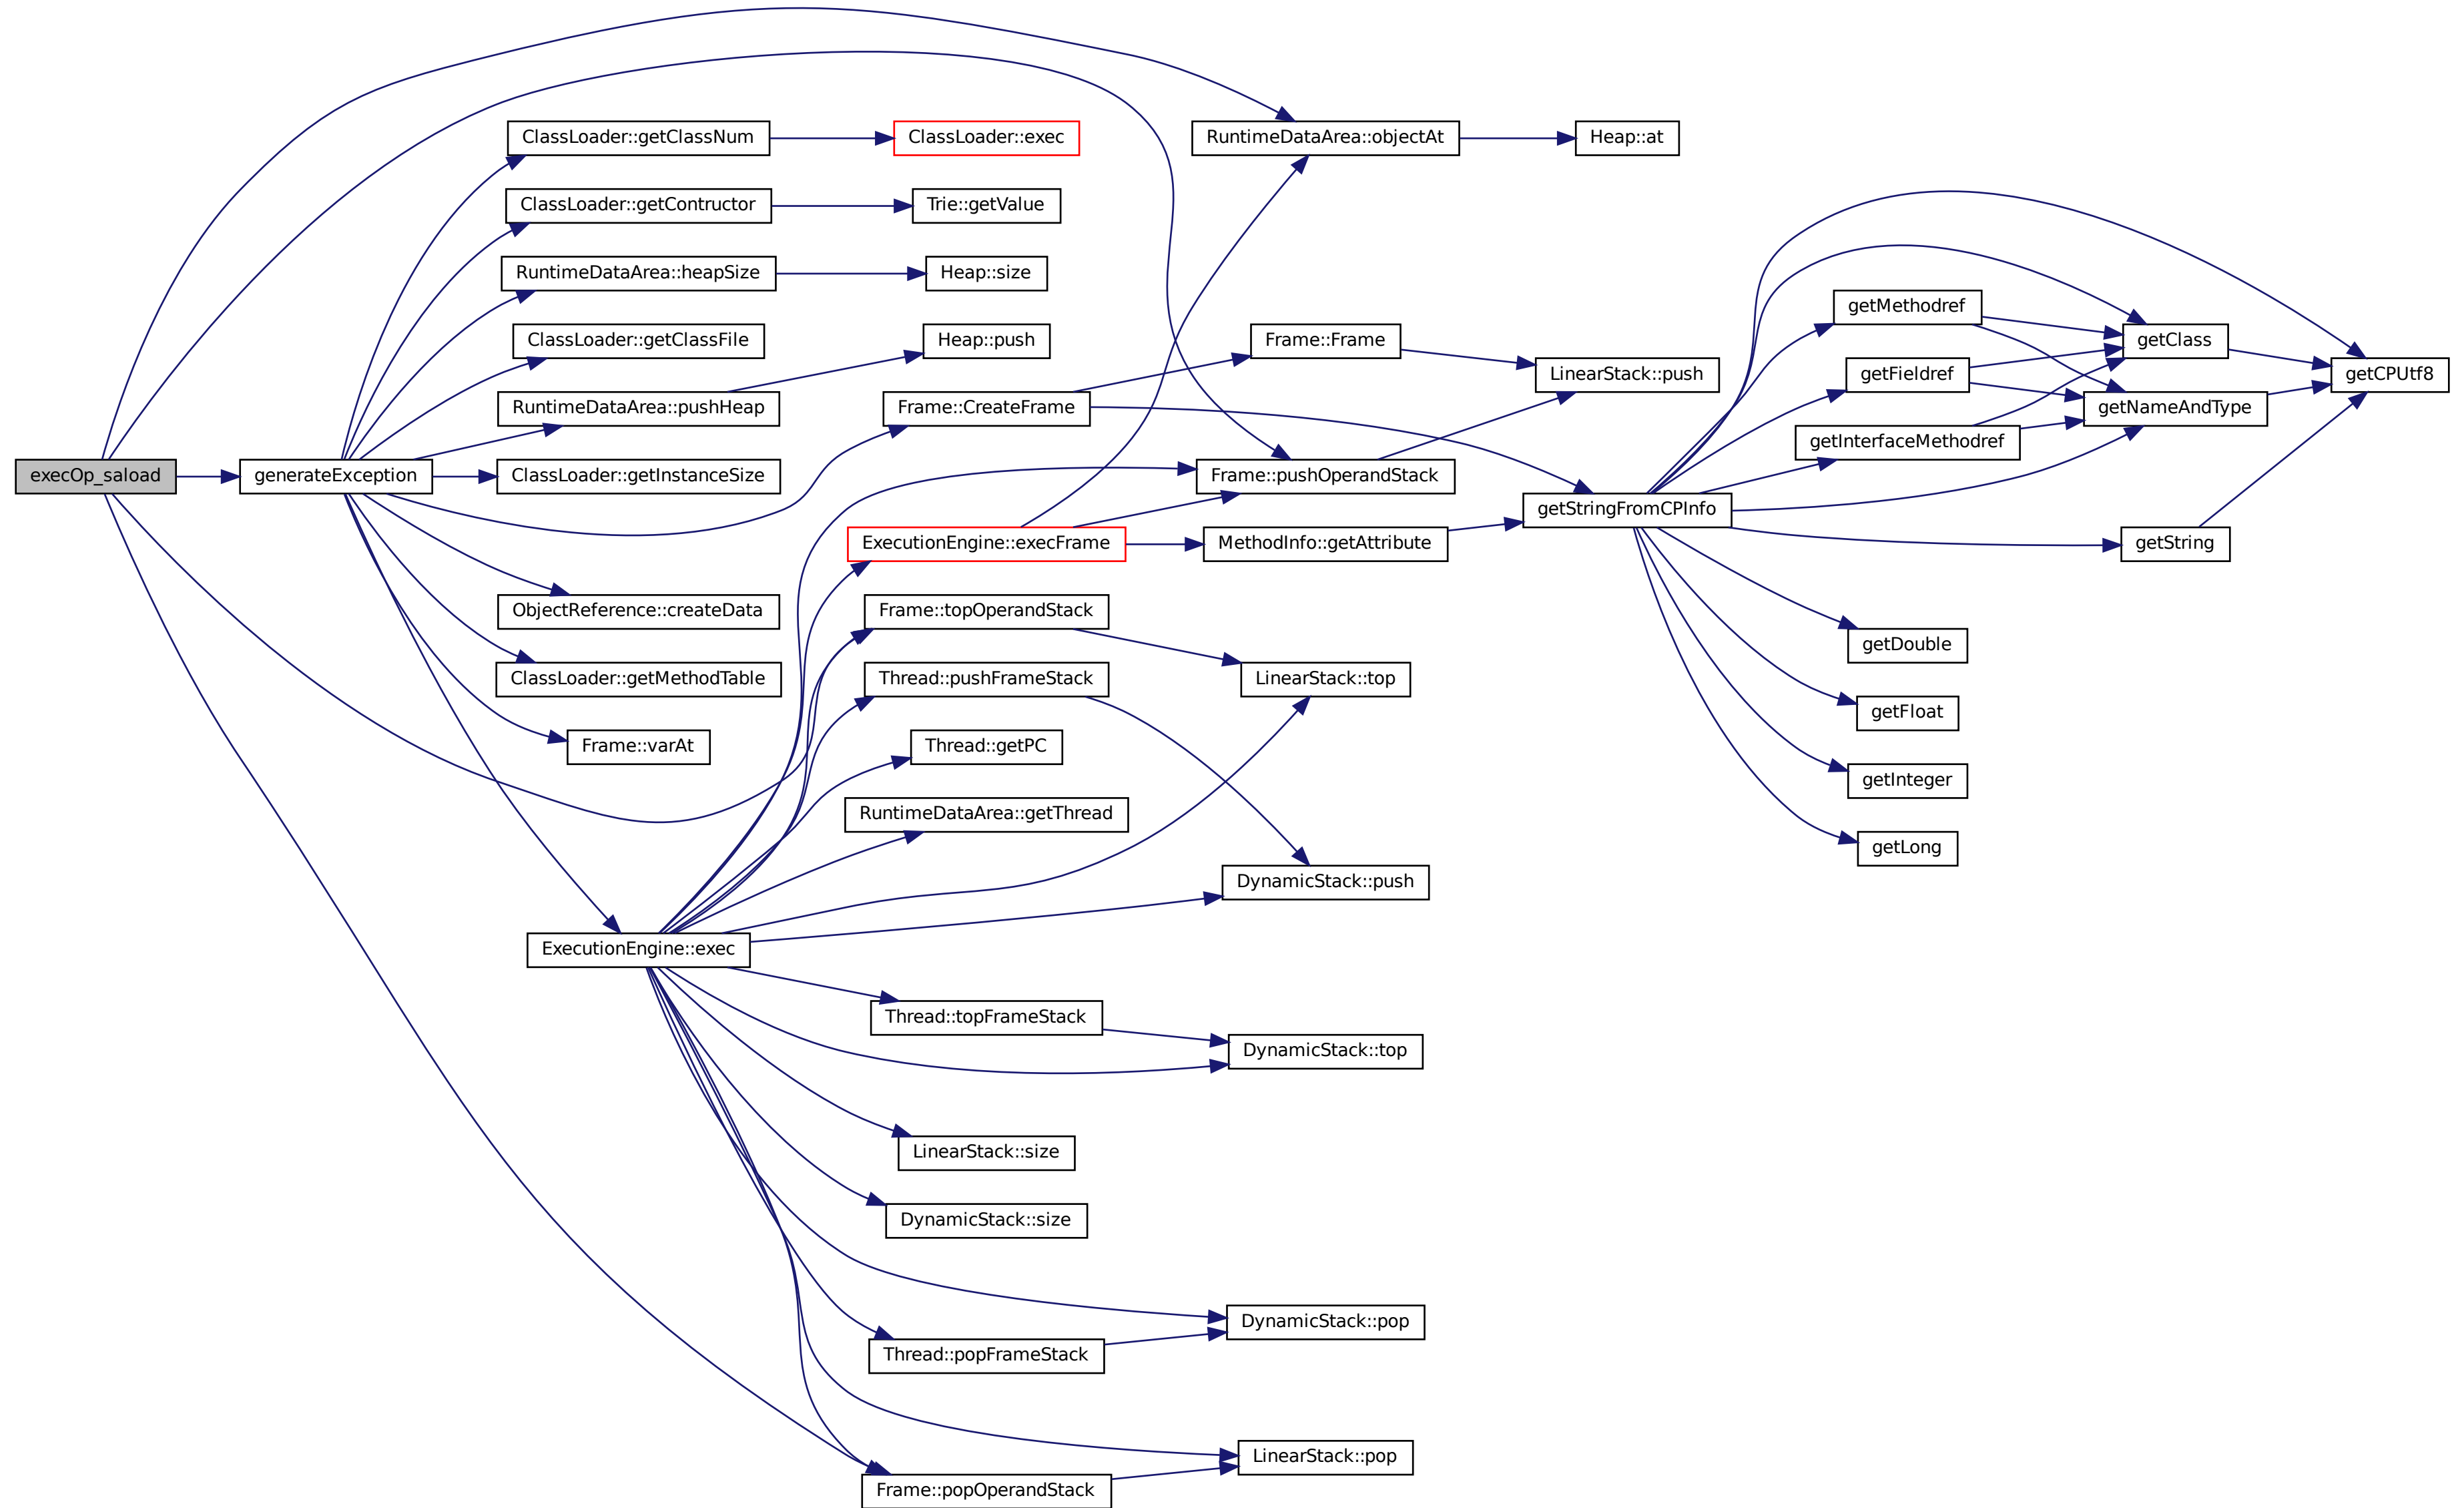 execOp_saload
generateException
ClassLoader::getClassNum
ClassLoader::getContructor
RuntimeDataArea::heapSize
ClassLoader::getClassFile
RuntimeDataArea::pushHeap
ClassLoader::getInstanceSize
ObjectReference::createData
ClassLoader::getMethodTable
Frame::varAt
ExecutionEngine::exec
ClassLoader::exec
Trie::getValue
Heap::size
Heap::push
Frame::CreateFrame
ExecutionEngine::execFrame
Frame::topOperandStack
Thread::pushFrameStack
Thread::getPC
RuntimeDataArea::getThread
Thread::topFrameStack
LinearStack::size
DynamicStack::size
Thread::popFrameStack
Frame::popOperandStack
RuntimeDataArea::objectAt
Frame::Frame
Frame::pushOperandStack
MethodInfo::getAttribute
LinearStack::top
DynamicStack::push
DynamicStack::top
DynamicStack::pop
LinearStack::pop
Heap::at
LinearStack::push
getStringFromCPInfo
getMethodref
getFieldref
getInterfaceMethodref
getDouble
getFloat
getInteger
getLong
getClass
getNameAndType
getString
getCPUtf8